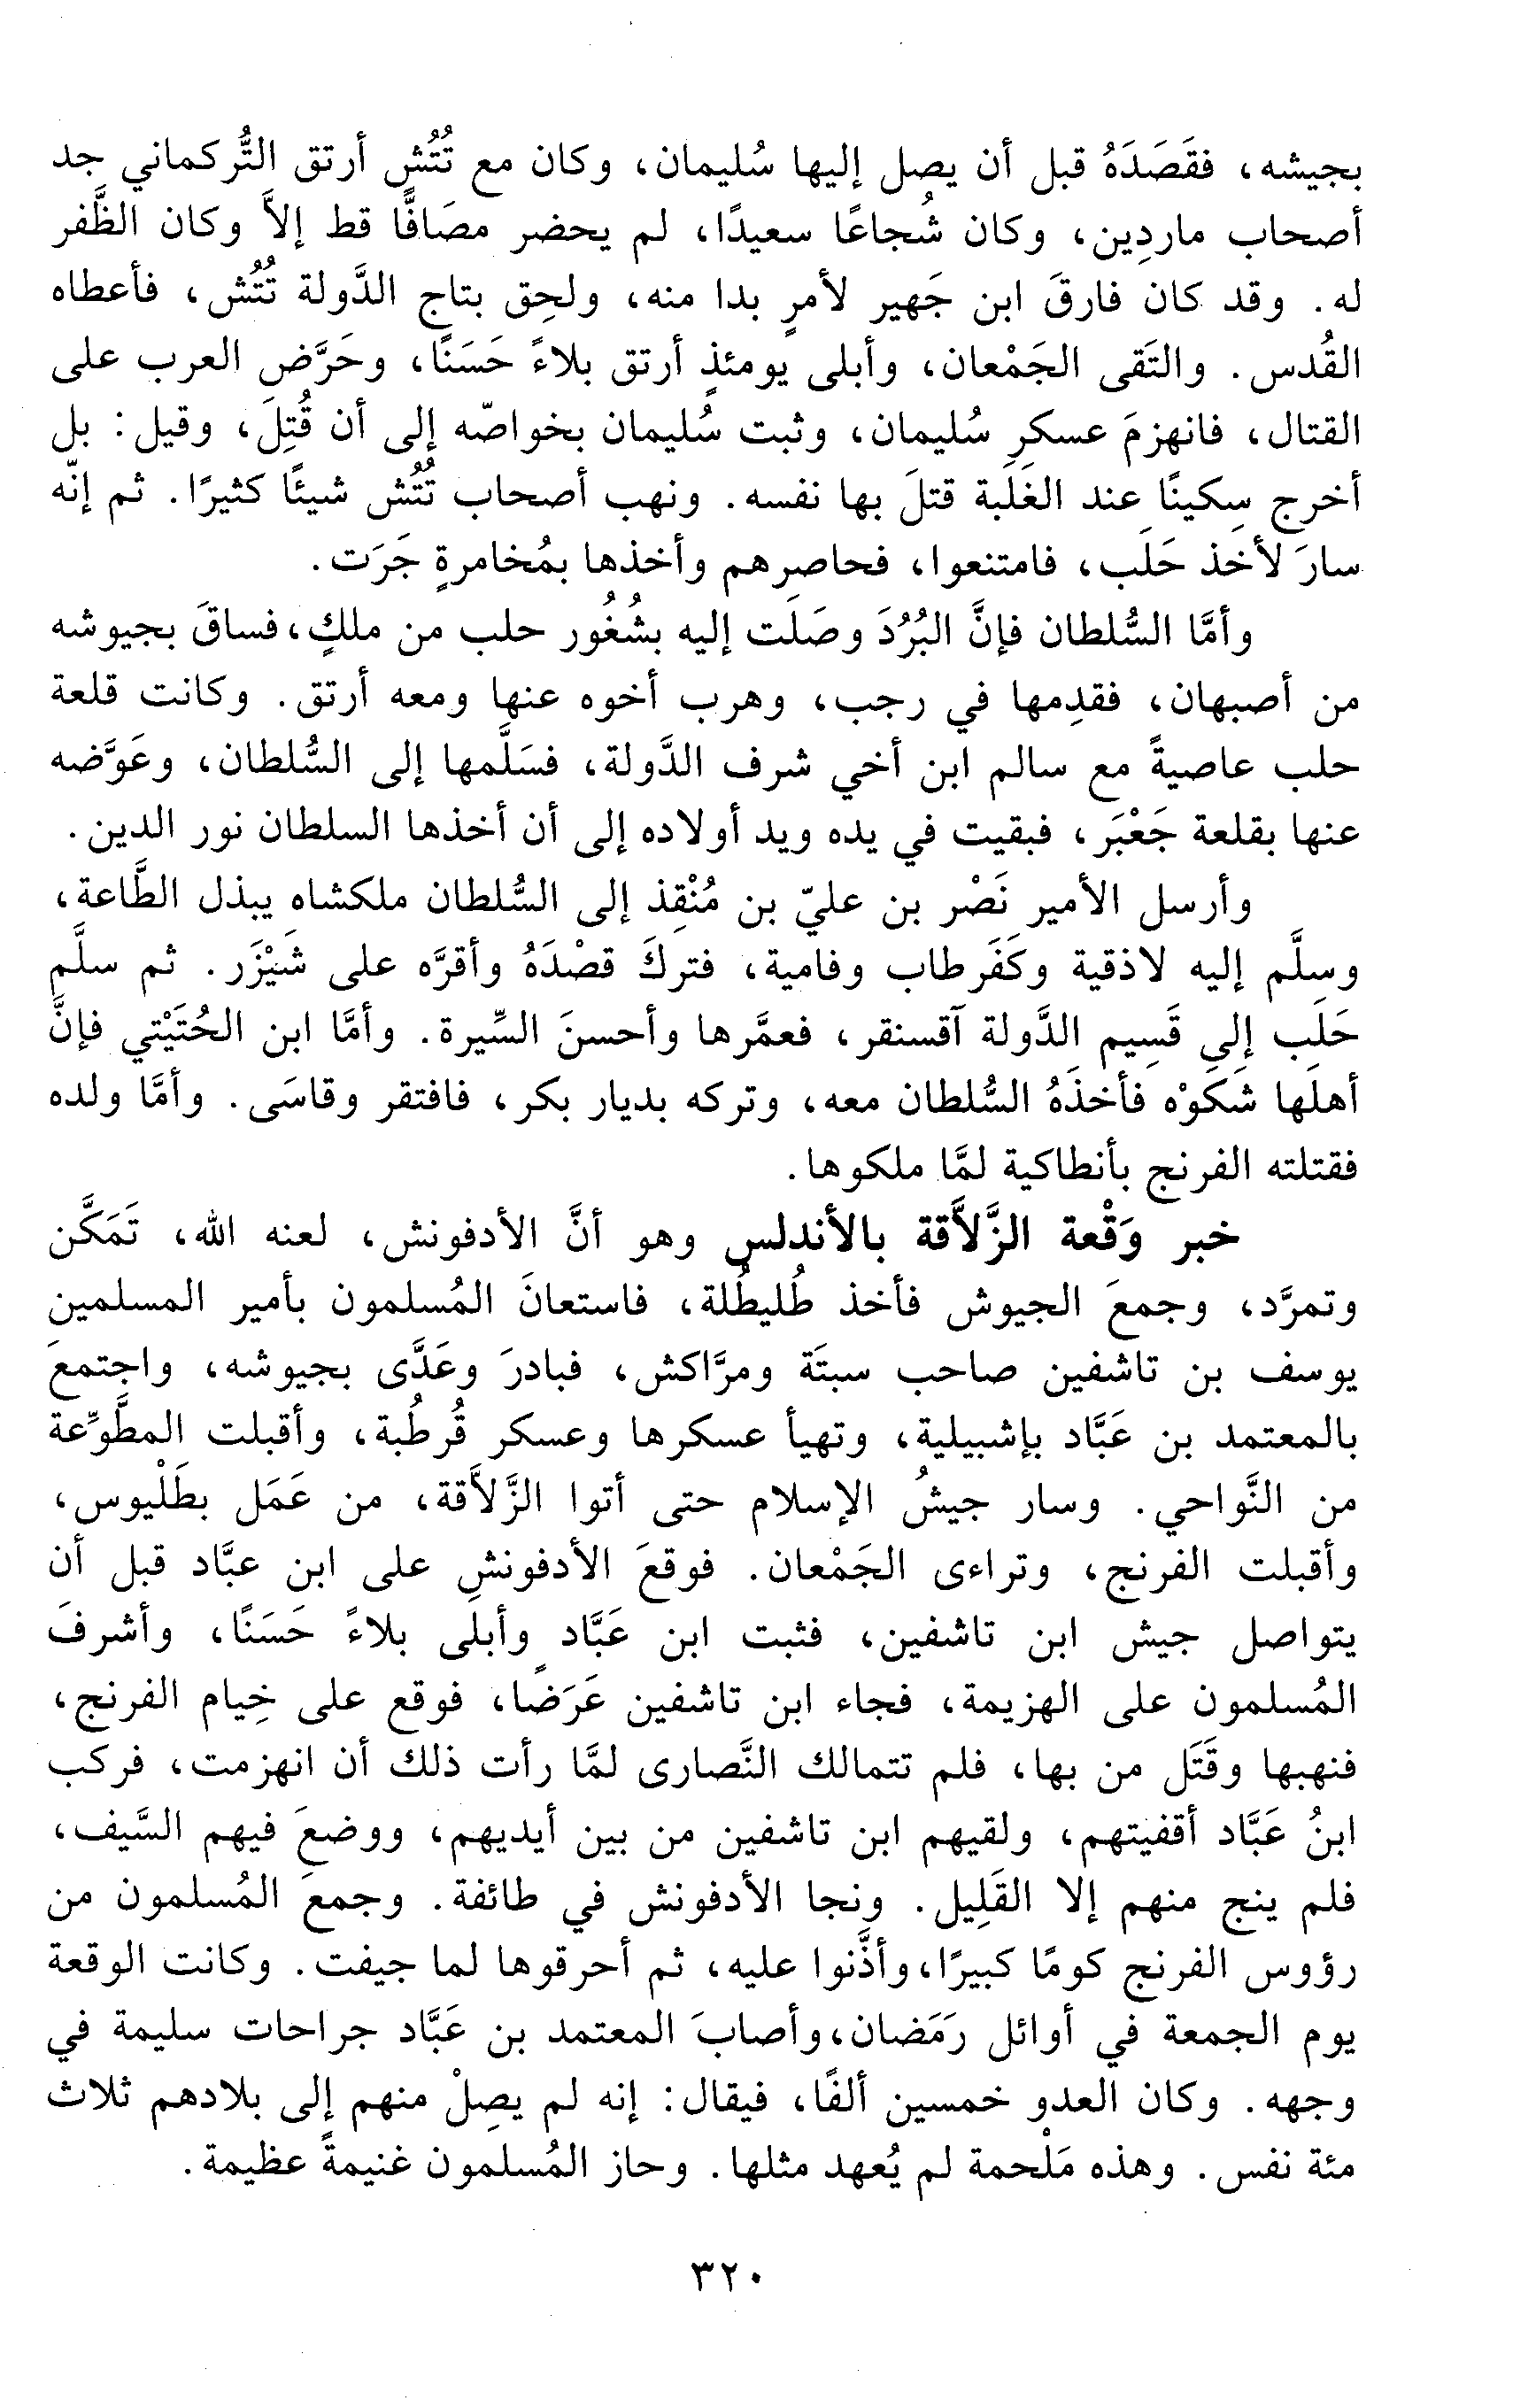 بجيشه، فقَصَدَهُ قبل أن يصل إليها سُليمان، وكان مع تُتُش أرتق التُّركماني جد
أصحاب ماردِين، وكان شُجاعًا سعيدًا، لم يحضر مصَافًّا قط إلاَّ وكان الظَّفر
له. وقد كان فارقَ ابن جَهير لأمرٍ بدا منه، ولحِق بتاج الدَّولة تُتُش، فأعطاه
القُدس. والتَقى الجَمْعان، وأبلى يومئذٍ أرتق بلاءً حَسَنًا، وحَرَّض العرب على
القتال، فانهزمَ عسكر سُليمان، وثبت سُليمان بخواصّه إلى أن قُتِلَ، وقيل: بل
أخرج سِكينًا عند الغَلَبة قتلَ بها نفسه. ونهب أصحاب تُتُش شيئًا كثيرًا. ثم إنّه
سارَ لأخذ حَلَب، فامتنعوا، فحاصرهم وأخذها بمُخامرةٍ جَرَت.
وأمَّا السُّلطان فإنَّ البُرُدَ وصَلَت إليه بشُغُور حلب من ملكٍ، فساقَ بجيوشه
من أصبهان، فقدِمها في رجب، وهرب أخوه عنها ومعه أرتق. وكانت قلعة
حلب عاصيةً مع سالم ابن أخي شرف الدَّولة، فسَلَّمها إلى السُّلطان، وعَوَّضه
عنها بقلعة جَعْبَر، فبقيت في يده ويد أولاده إلى أن أخذها السلطان نور الدين.
وأرسل الأمير نَصْر بن عليّ بن مُنْقِذ إلى السُّلطان ملكشاه يبذل الطَّاعة،
وسلَّم إليه لاذقية وكَفَرطاب وفامية، فتركَ قصْدَهُ وأقرَّه على شَيْزَر. ثم سلَّم
حَلَب إلى قَسِيم الدَّولة آقسنقر، فعمَّرها وأحسنَ السِّيرة. وأمَّا ابن الحُتَيْتي فإنَّ
أهلَها شكَوْه فأخذَهُ السُّلطان معه، وتركه بديار بكر، فافتقر وقاسَى. وأمَّا ولده
فقتلته الفرنج بأنطاكية لمَّا ملكوها.
خبر وَقْعة الزَّلاَّقة بالأندلس وهو أنَّ الأدفونش، لعنه الله، تَمَكَّن
وتمرَّد، وجمعَ الجيوش فأخذ طُليطُلة، فاستعانَ المُسلمون بأمير المسلمين
يوسف بن تاشفين صاحب سبتَة ومرَّاكش، فبادرَ وعَدَّى بجيوشه، واجتمعَ
بالمعتمد بن عَبَّاد بإشبيلية، وتهيأ عسكرها وعسكر قُرطُبة، وأقبلت المطَّوِّعة
من النَّواحي. وسار جيشُ الإسلام حتى أتوا الزَّلاَّقة، من عَمَل بطَلْيوس،
وأقبلت الفرنج، وتراءى الجَمْعان. فوقعَ الأدفونش على ابن عبَّاد قبل أن
يتواصل جيش ابن تاشفين، فثبت ابن عَبَّاد وأبلى بلاءً حَسَنًا، وأشرفَ
المُسلمون على الهزيمة، فجاء ابن تاشفين عَرَضًا، فوقع على خِيام الفرنج،
فنهبها وقَتَل من بها، فلم تتمالك النَّصارى لمَّا رأت ذلك أن انهزمت، فركب
ابنُ عَبَّاد أقفيتهم، ولقيهم ابن تاشفين من بين أيديهم، ووضعَ فيهم السَّيف،
فلم ينج منهم إلا القَلِيل. ونجا الأدفونش في طائفة. وجمعَ المُسلمون من
رؤوس الفرنج كومًا كبيرًا، وأذَّنوا عليه، ثم أحرقوها لما جيفت. وكانت الوقعة
يوم الجمعة في أوائل رَمَضان، وأصابَ المعتمد بن عَبَّاد جراحات سليمة في
وجهه. وكان العدو خمسين ألفًا، فيقال: إنه لم يصِلْ منهم إلى بلادهم ثلاث
مئة نفس. وهذه مَلْحمة لم يُعهد مثلها. وحاز المُسلمون غنيمةً عظيمة.
٣٢٠